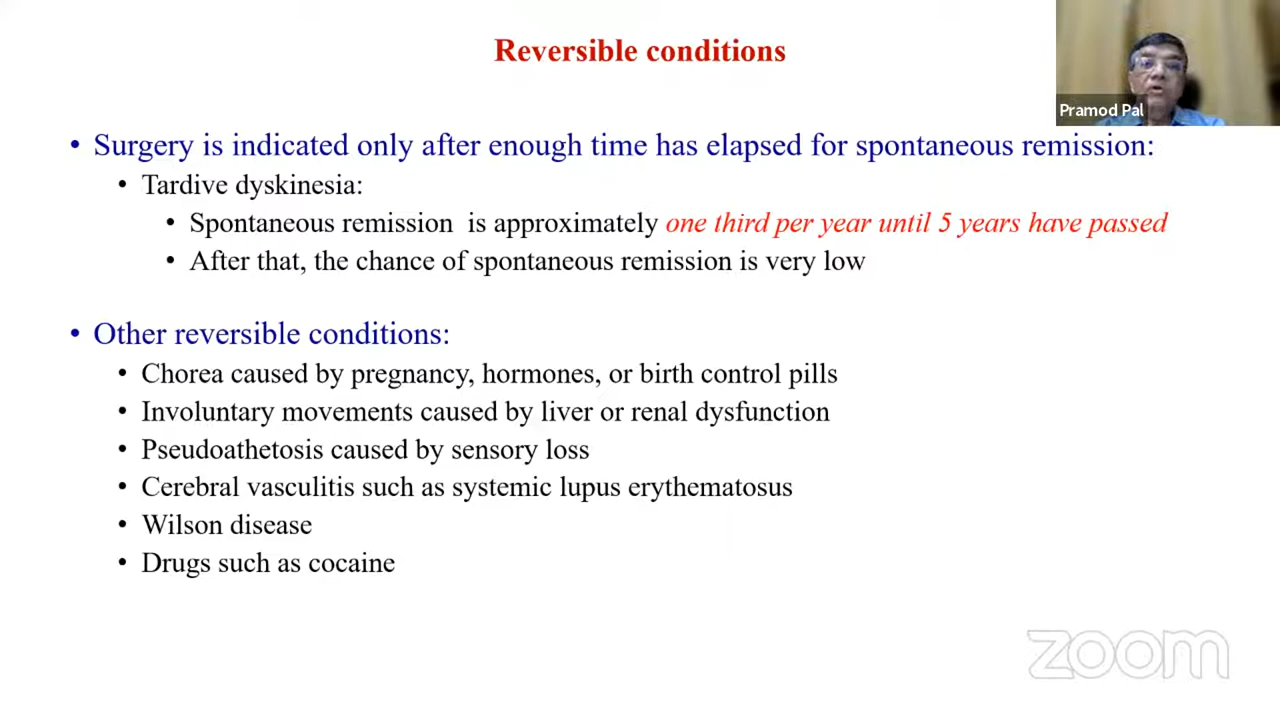 Reversible conditions
Pramod Pal
• Surgery is indicated only after enough time has elapsed for spontaneous remission:
• Tardive dyskinesia:
• Spontaneous remission is approximately one third per year until 5 years have passed
• After that, the chance of spontaneous remission is very low
• Other reversible conditions:
• Chorea caused by pregnancy, hormones, or birth control pills
• Involuntary movements caused by liver or renal dysfunction
• Pseudoathetosis caused by sensory loss
• Cerebral vasculitis such as systemic lupus erythematosus
• Wilson disease
• Drugs such as cocaine
zoom